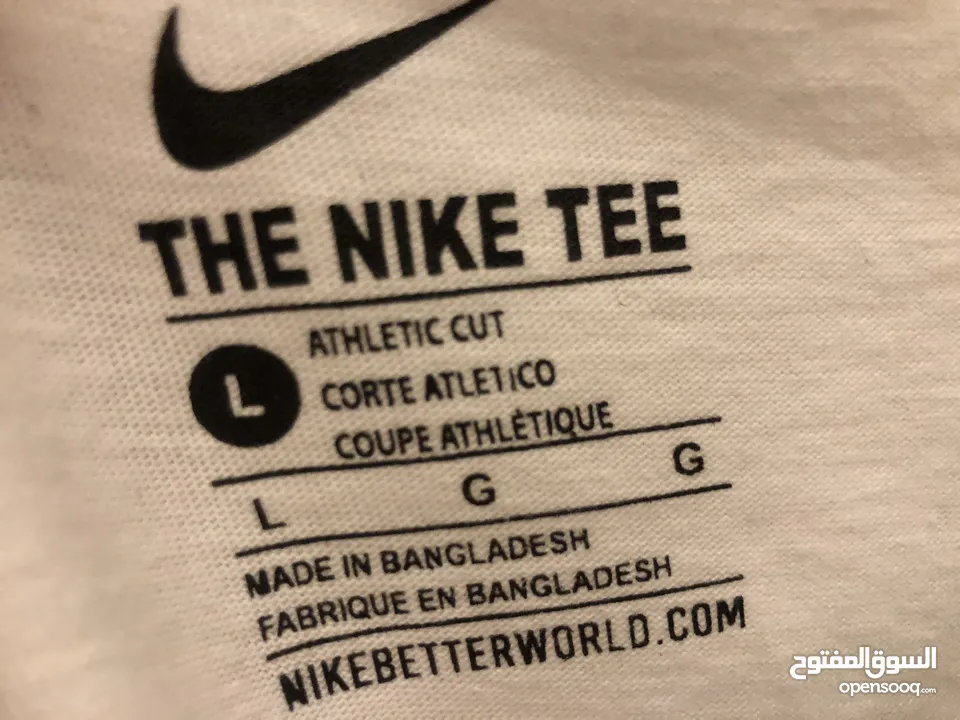 THE NIKE TEE
L
ATHLETIC CUT
CORTE ATLETICO
COUPE ATHLÈTIQUE
L G G
MADE IN BANGLADESH
FABRIQUE EN BANGLADESH
NIKEBETTERWORLD.COM
السوق المفتوح
opensooq.com